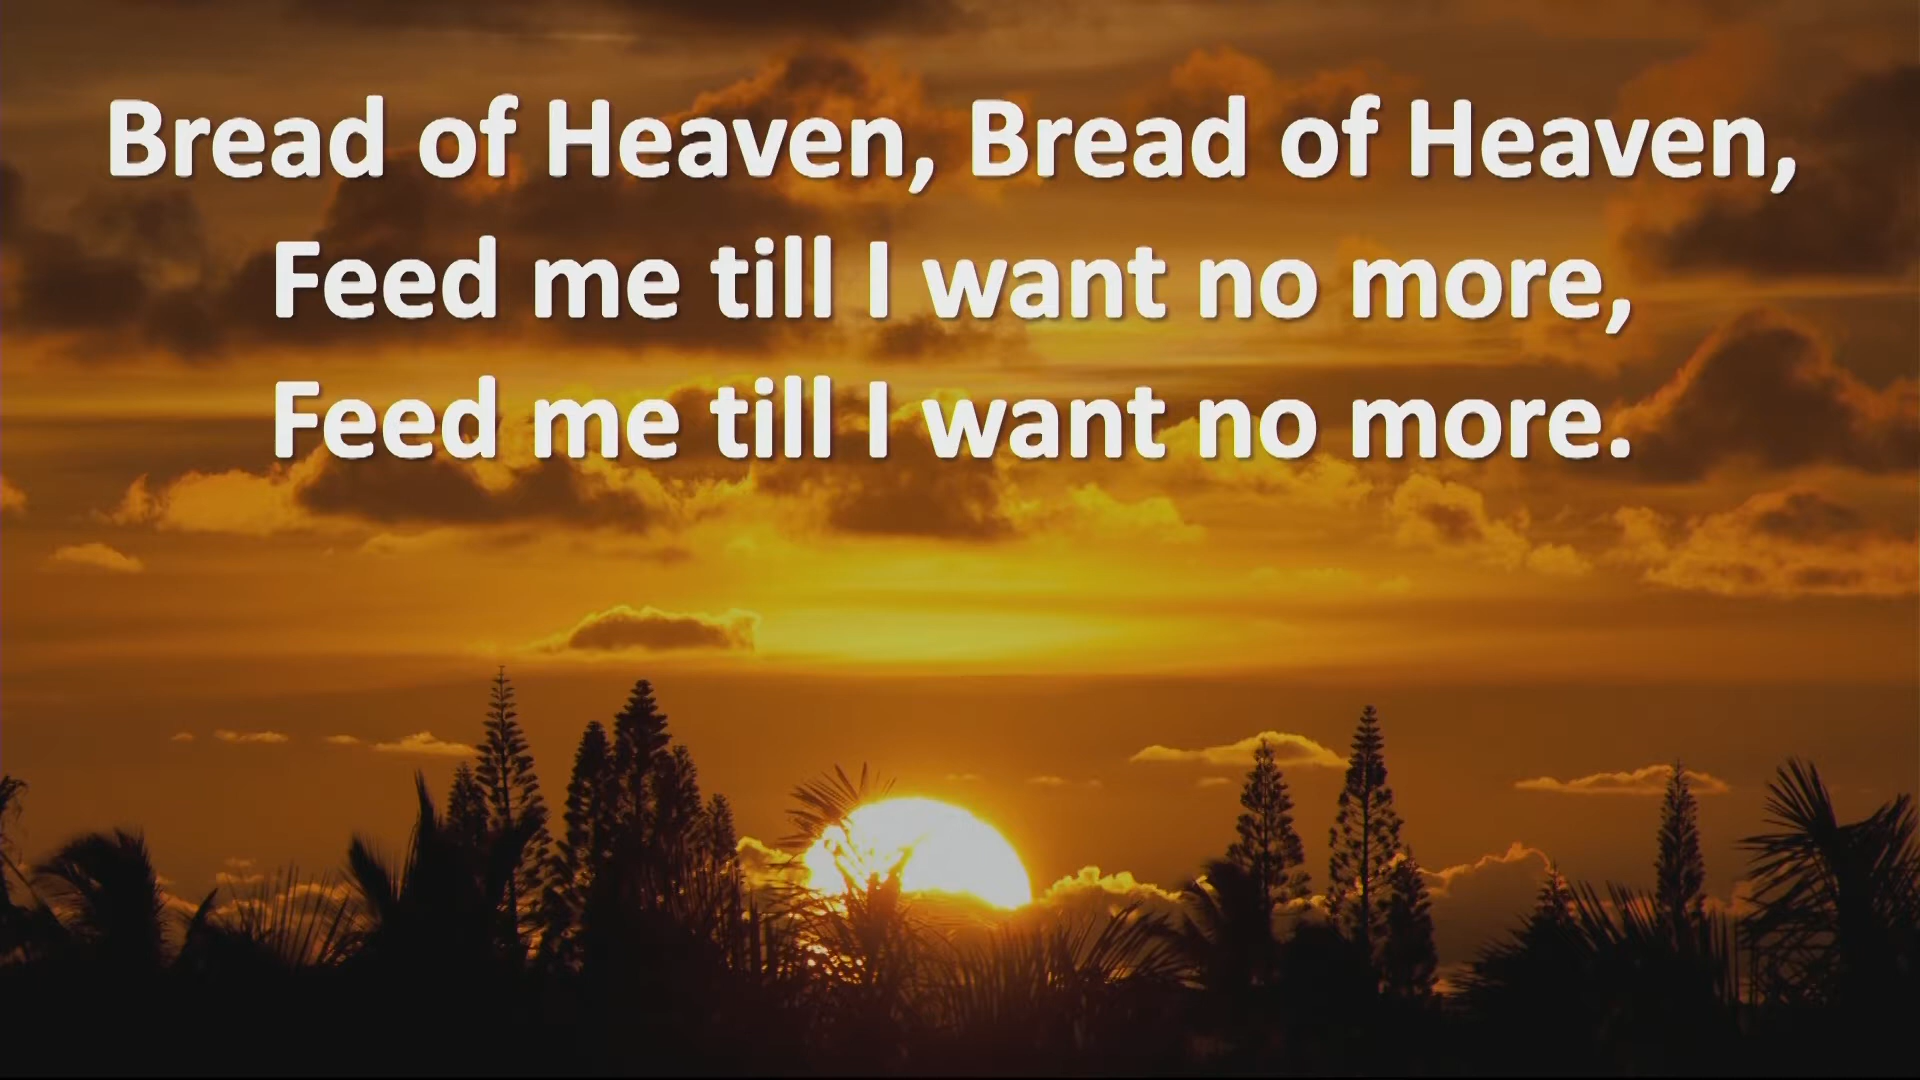 Bread of Heaven, Bread of Heaven,
Feed me till I want no more,
Feed me till I want no more.